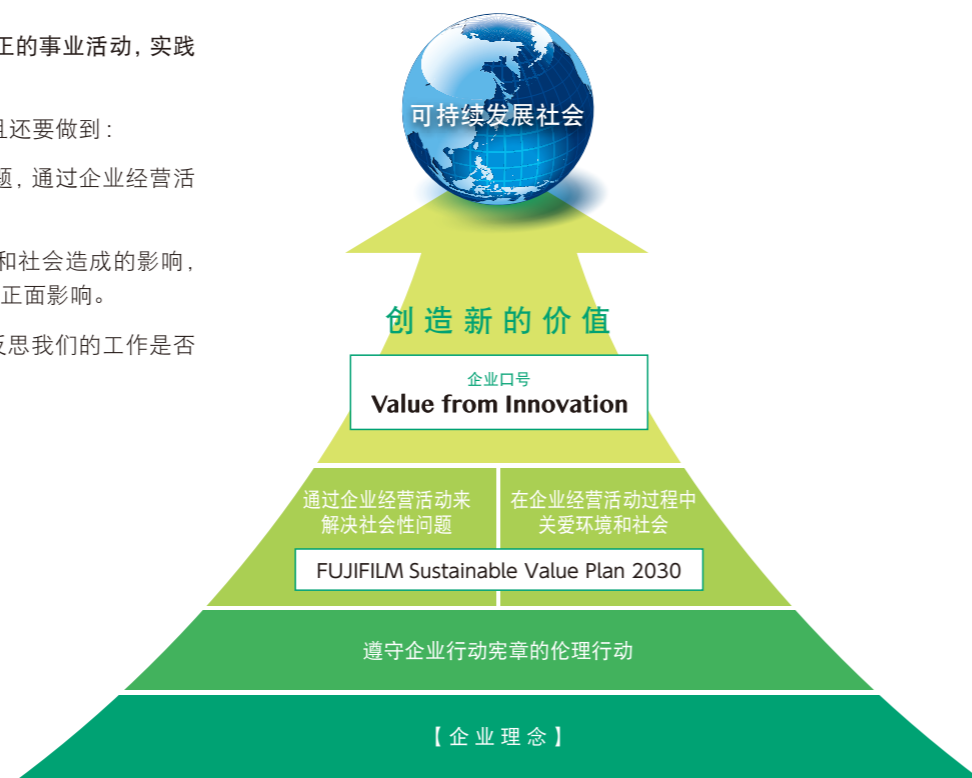 正的事业活动，实践
且还要做到：
题，通过企业经营活
和社会造成的影响，
正面影响。
反思我们的工作是否
可持续发展社会
创造新的价值
企业口号
Value from Innovation
通过企业经营活动来
解决社会性问题
在企业经营活动过程中
关爱环境和社会
FUJIFILM Sustainable Value Plan 2030
遵守企业行动宪章的伦理行动
【企业理念】